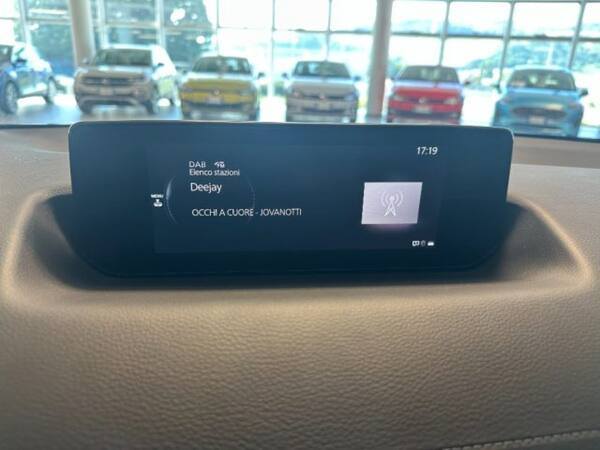 17:19
DAB
Elenco stazioni
Deejay
MENU
OCCHI A CUORE - JOVANOTTI